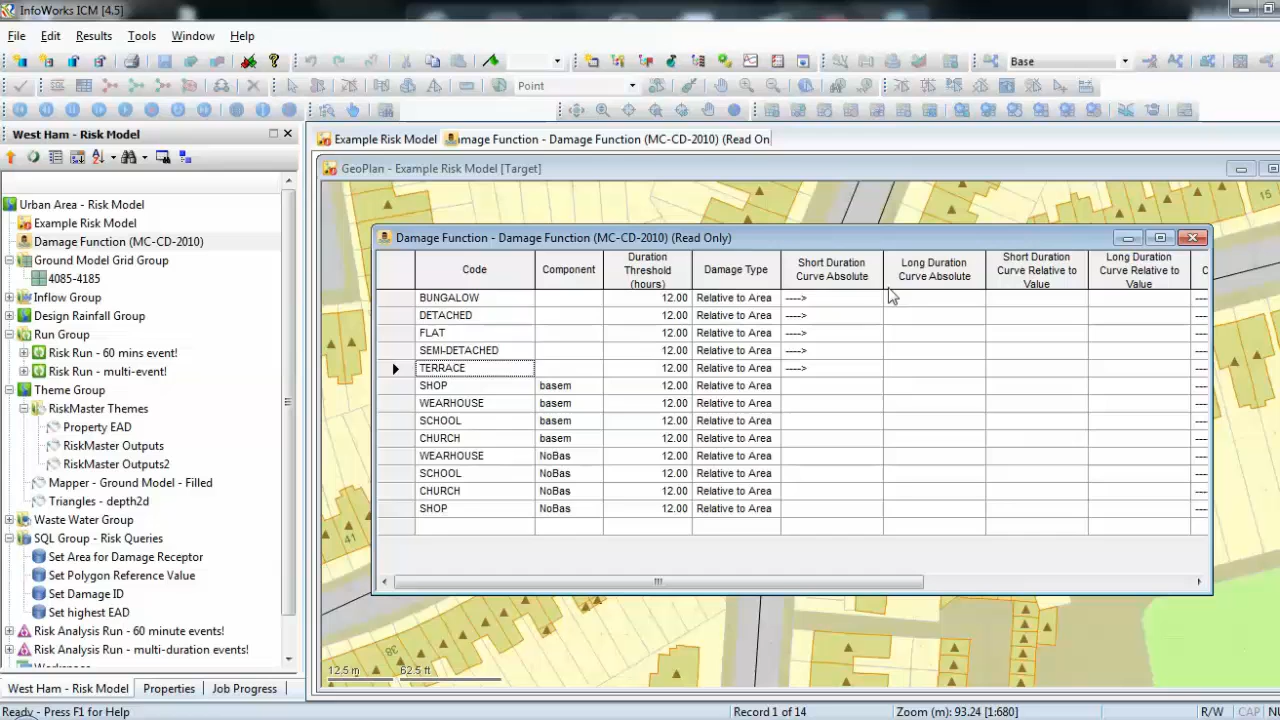 InfoWorks ICM [4.5]
File Edit Results Tools Window Help
Base
Point
West Ham - Risk Model
Example Risk Model
amage Function - Damage Function (MC-CD-2010) (Read On
GeoPlan - Example Risk Model [Target]
15
Urban Area - Risk Model
Example Risk Model
Damage Function (MC-CD-2010)
Ground Model Grid Group
4085-4185
Inflow Group
Design Rainfall Group
Run Group
Risk Run - 60 mins event!
Risk Run - multi-event!
Theme Group
RiskMaster Themes
Property EAD
RiskMaster Outputs
RiskMaster Outputs2
Mapper - Ground Model - Filled
Triangles - depth2d
Waste Water Group
SQL Group - Risk Queries
Set Area for Damage Receptor
Set Polygon Reference Value
Set Damage ID
Set highest EAD
Risk Analysis Run - 60 minute events!
Risk Analysis Run - multi-duration events!
West Ham - Risk Model Properties Job Progress
Damage Function - Damage Function (MC-CD-2010) (Read Only)
Code Component Duration Threshold (hours) Damage Type Short Duration Curve Absolute Long Duration Curve Absolute Short Duration Curve Relative to Value Long Duration Curve Relative to Value C
BUNGALOW 12.00 Relative to Area ----> ---
DETACHED 12.00 Relative to Area ----> ---
FLAT 12.00 Relative to Area ----> ---
SEMI-DETACHED 12.00 Relative to Area ----> ---
TERRACE 12.00 Relative to Area ----> ---
SHOP basem 12.00 Relative to Area ---
WEARHOUSE basem 12.00 Relative to Area ---
SCHOOL basem 12.00 Relative to Area ---
CHURCH basem 12.00 Relative to Area ---
WEARHOUSE NoBas 12.00 Relative to Area ---
SCHOOL NoBas 12.00 Relative to Area ---
CHURCH NoBas 12.00 Relative to Area ---
SHOP NoBas 12.00 Relative to Area ---
41
38
12.5 m 62.5 ft
Ready - Press F1 for Help Record 1 of 14 Zoom (m): 93.24 [1:680] R/W CAP NU